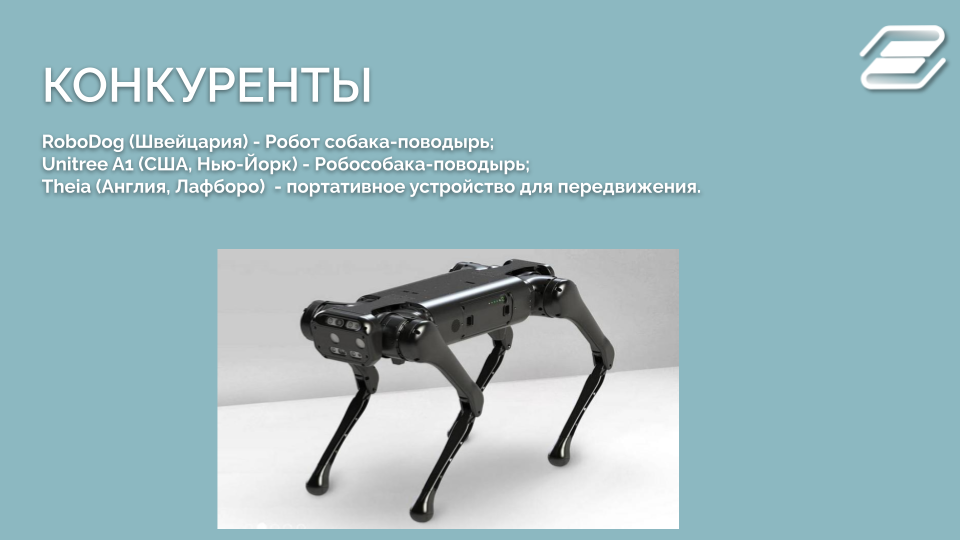 КОНКУРЕНТЫ
RoboDog (Швейцария) - Робот собака-поводырь;
Unitree A1 (США, Нью-Йорк) - Робособака-поводырь;
Theia (Англия, Лафборо)  - портативное устройство для передвижения.